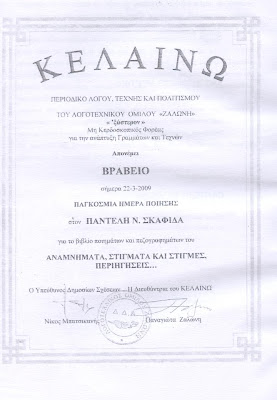 ΚΕΛΑΙΝΩ
ΠΕΡΙΟΔΙΚΟ ΛΟΓΟΥ, ΤΕΧΝΗΣ ΚΑΙ ΠΟΛΙΤΙΣΜΟΥ
ΤΟΥ ΛΟΓΟΤΕΧΝΙΚΟΥ ΟΜΙΛΟΥ «ΖΑΛΩΝΗ»
« Ξάστερον »
Μη Κερδοσκοπικός Φορέας
για την ανάπτυξη Γραμμάτων και Τεχνών
Απονέμει
ΒΡΑΒΕΙΟ
σήμερα 22-3-2009
ΠΑΓΚΟΣΜΙΑ ΗΜΕΡΑ ΠΟΙΗΣΗΣ
στον ΠΑΝΤΕΛΗ Ν. ΣΚΑΦΙΔΑ
για το βιβλίο ποιημάτων και πεζογραφημάτων του
ΑΝΑΜΝΗΜΑΤΑ, ΣΤΙΓΜΑΤΑ ΚΑΙ ΣΤΙΓΜΕΣ,
ΠΕΡΙΗΓΗΣΕΙΣ…
Ο Υπεύθυνος Δημοσίων Σχέσεων Η Διευθύντρια του ΚΕΛΑΙΝΩ
Νίκος Μπατσικανής Παναγιώτα Ζαλώνη